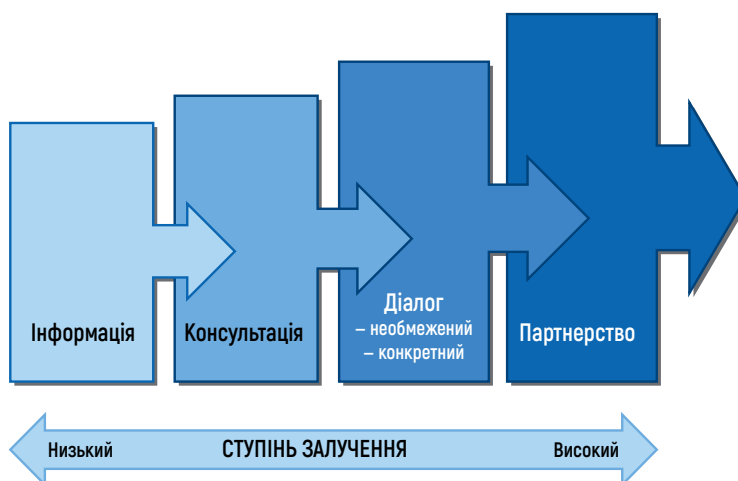 Інформація
Консультація
Діалог
– необмежений
– конкретний
Партнерство
Низький
СТУПІНЬ ЗАЛУЧЕННЯ
Високий